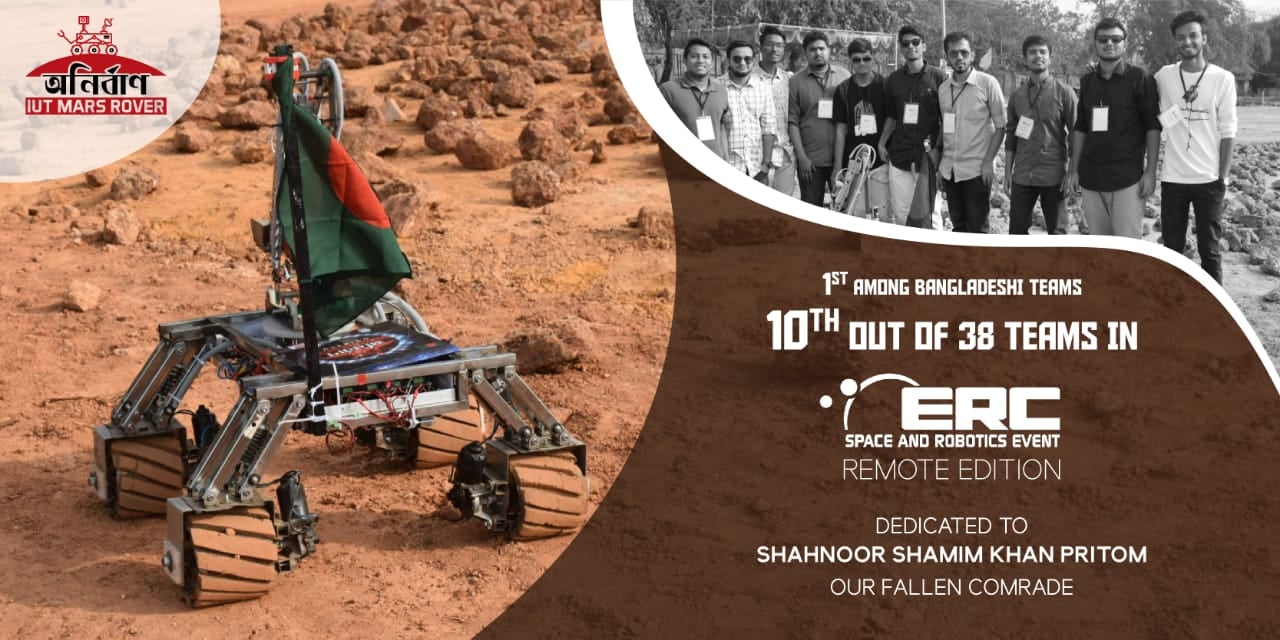 অনির্বাণ
IUT MARS ROVER
1ST AMONG BANGLADESHI TEAMS
10TH OUT OF 38 TEAMS IN
ERC
SPACE AND ROBOTICS EVENT
REMOTE EDITION
DEDICATED TO
SHAHNOOR SHAMIM KHAN PRITOM
OUR FALLEN COMRADE